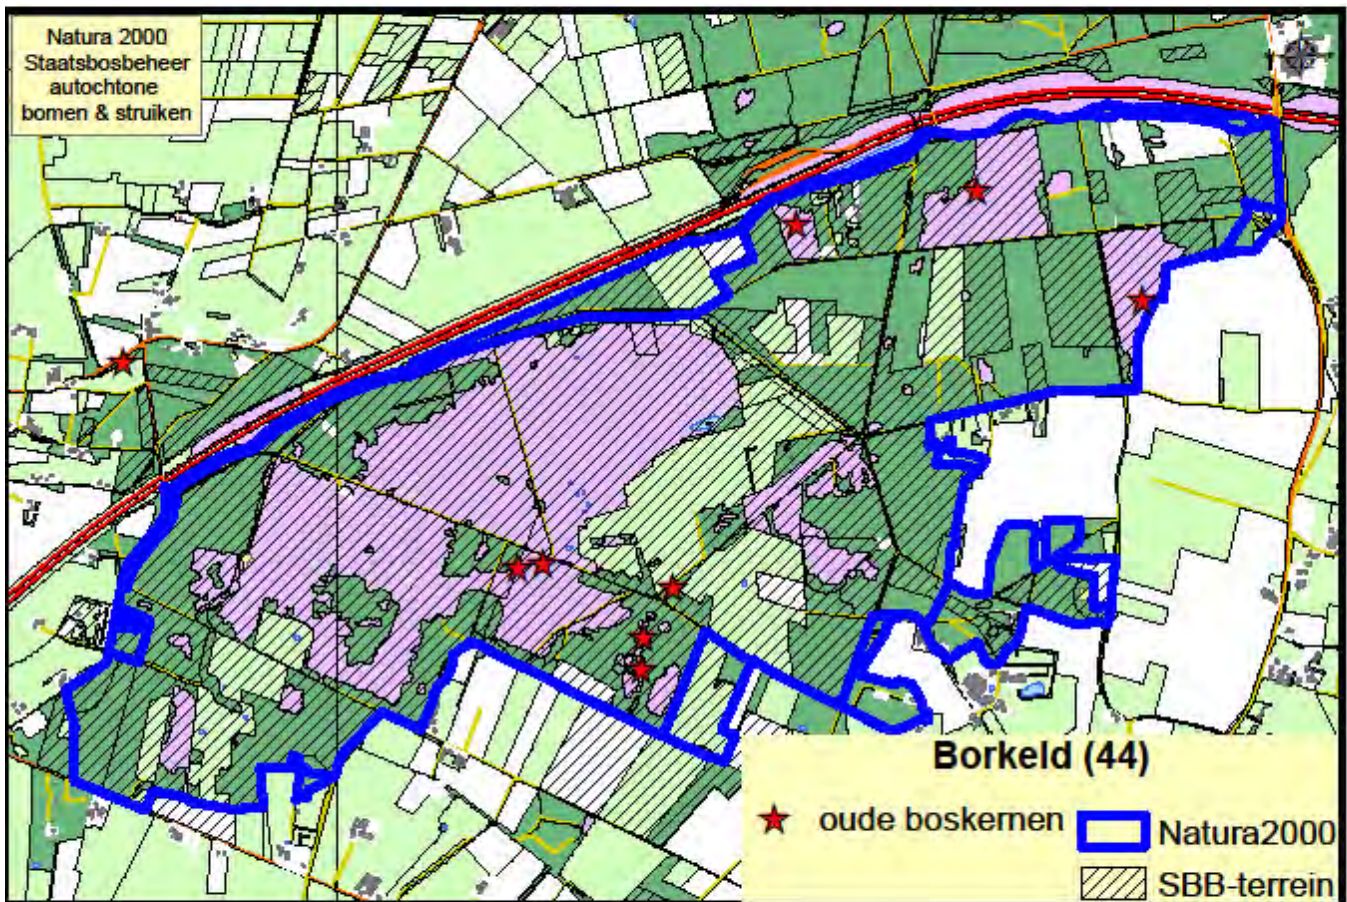 Natura 2000
Staatsbosbeheer
autochtone
bomen & struiken
Borkeld (44)
oude boskernen
Natura2000
SBB-terrein